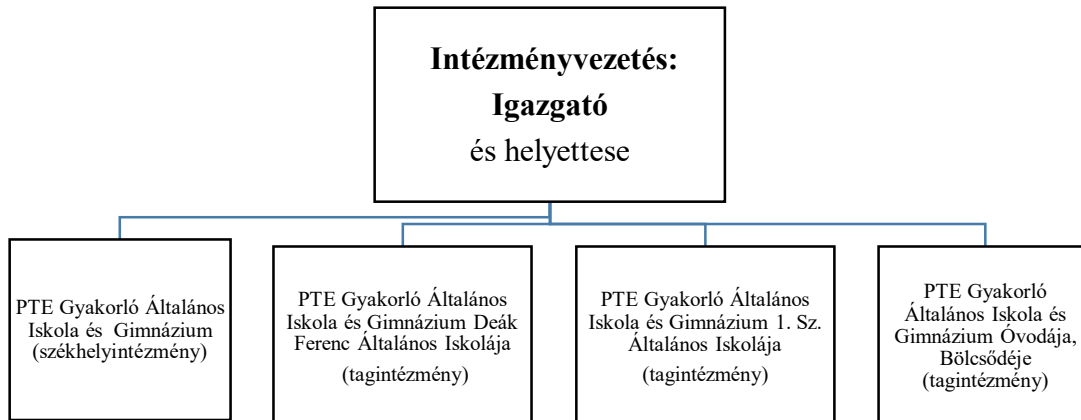 Intézményvezetés:
Igazgató
és helyettese
PTE Gyakorló Általános
Iskola és Gimnázium
(székhelyintézmény)
PTE Gyakorló Általános
Iskola és Gimnázium Deák
Ferenc Általános Iskolája
(tagintézmény)
PTE Gyakorló Általános
Iskola és Gimnázium 1. Sz.
Általános Iskolája
(tagintézmény)
PTE Gyakorló
Általános Iskola és
Gimnázium Óvodája,
Bölcsődéje
(tagintézmény)